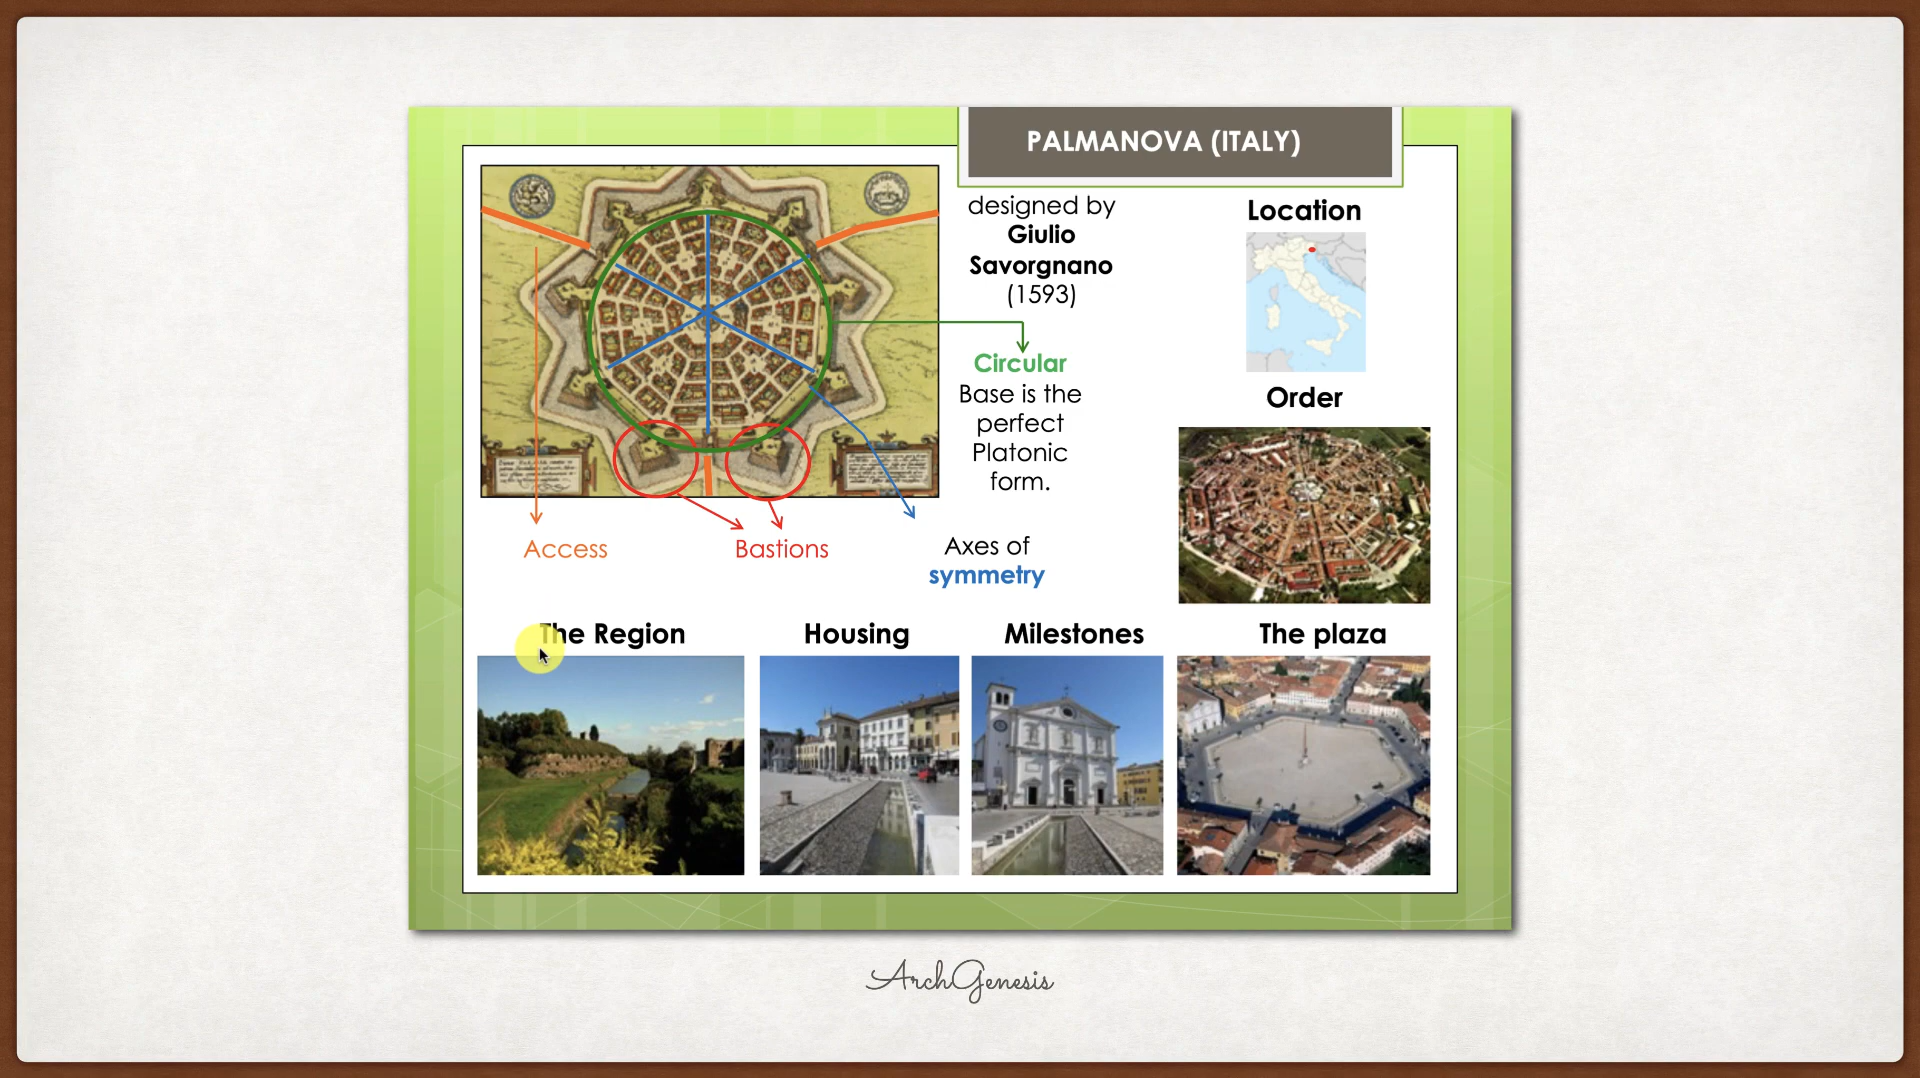 PALMANOVA (ITALY)
designed by
Giulio
Savorgnano
(1593)
Location
Circular
Base is the
perfect
Platonic
form.
Order
Access
Bastions
Axes of
symmetry
The Region
Housing
Milestones
The plaza
ArchGenesis